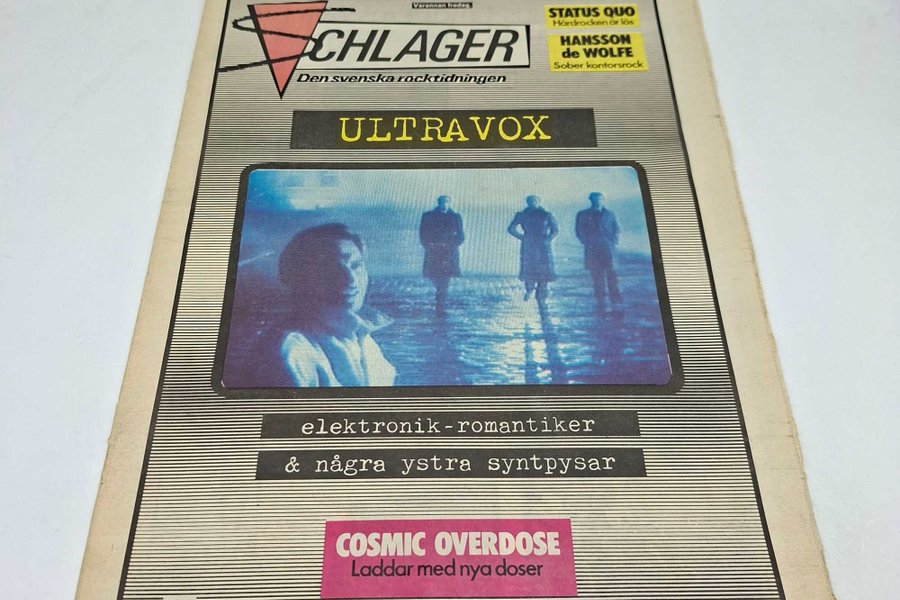 Varannan fredag
SCHLAGER
Den svenska rocktidningen
STATUS QUO
Hårdrocken är lös
HANSSON
de WOLFE
Sober kontorsrock
ULTRAVOX
elektronik-romantiker
& några ystra syntpysar
COSMIC OVERDOSE
Laddar med nya doser